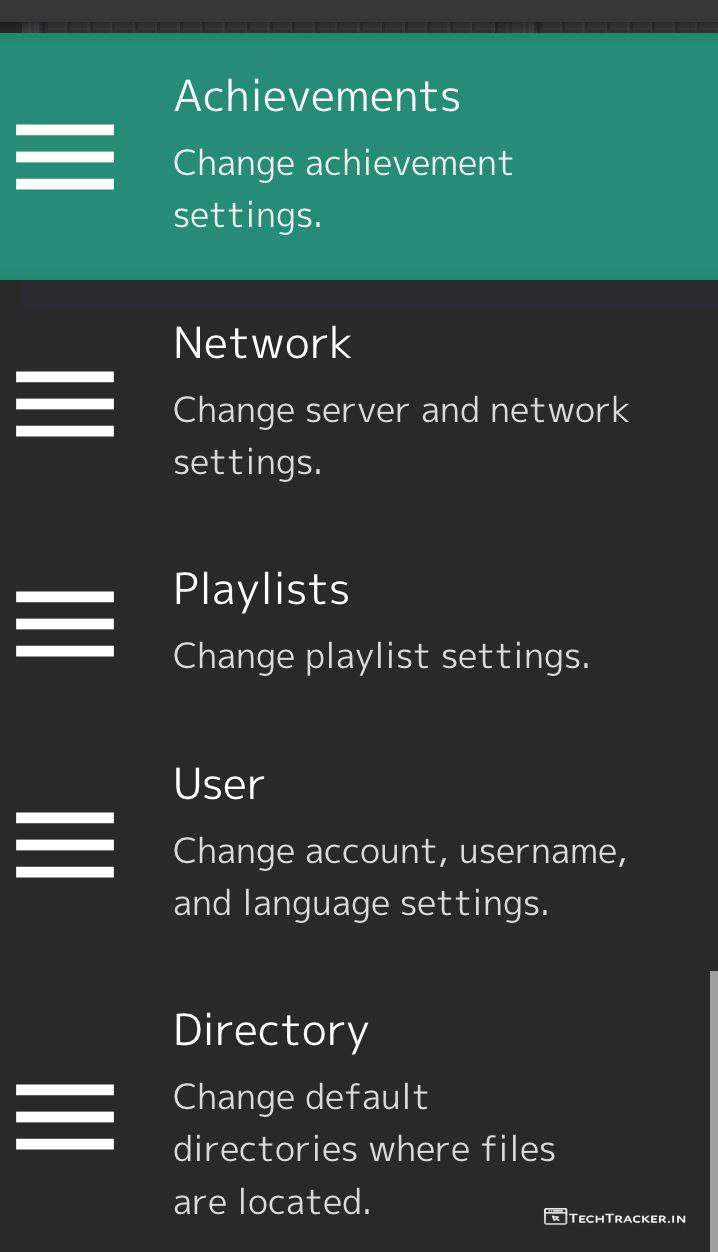 Achievements
Change achievement
settings.
Network
Change server and network
settings.
Playlists
Change playlist settings.
User
Change account, username,
and language settings.
Directory
Change default
directories where files
are located.
TECHTRACKER.IN